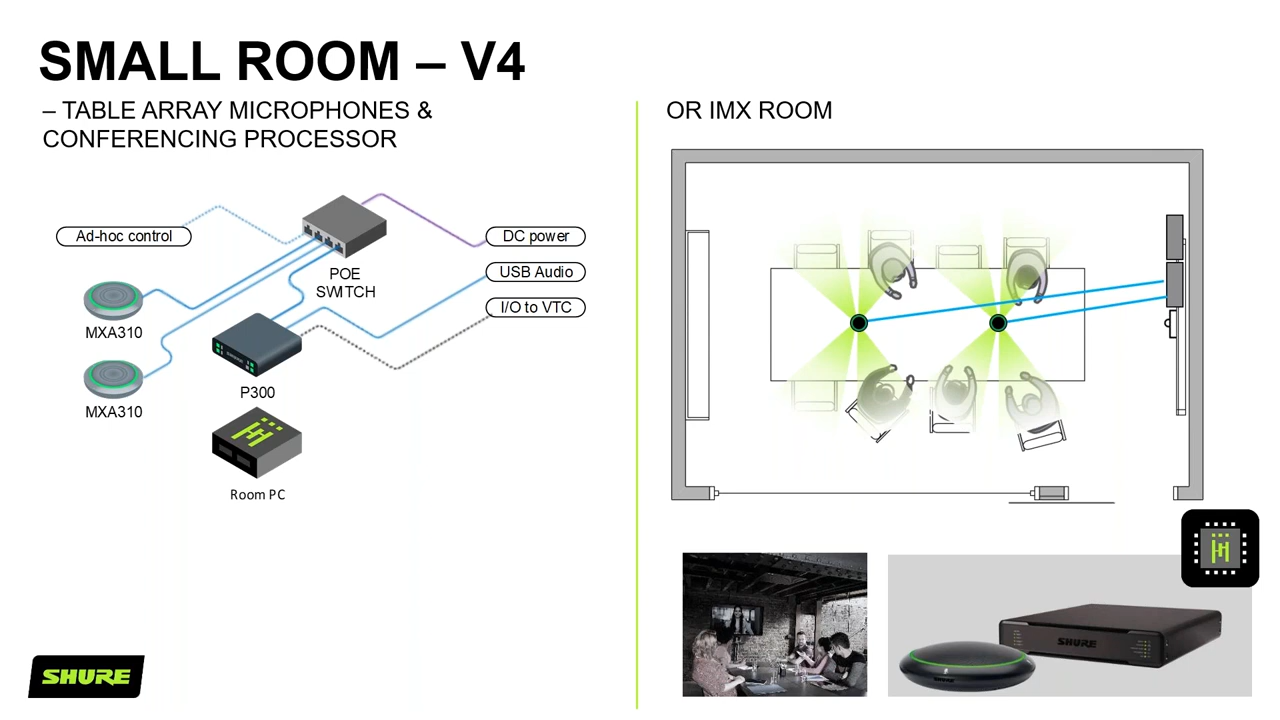 SMALL ROOM – V4
– TABLE ARRAY MICROPHONES &
CONFERENCING PROCESSOR
Ad-hoc control
POE
SWITCH
DC power
USB Audio
I/O to VTC
MXA310
MXA310
P300
Room PC
SHURE
OR IMX ROOM
SHURE
SHURE